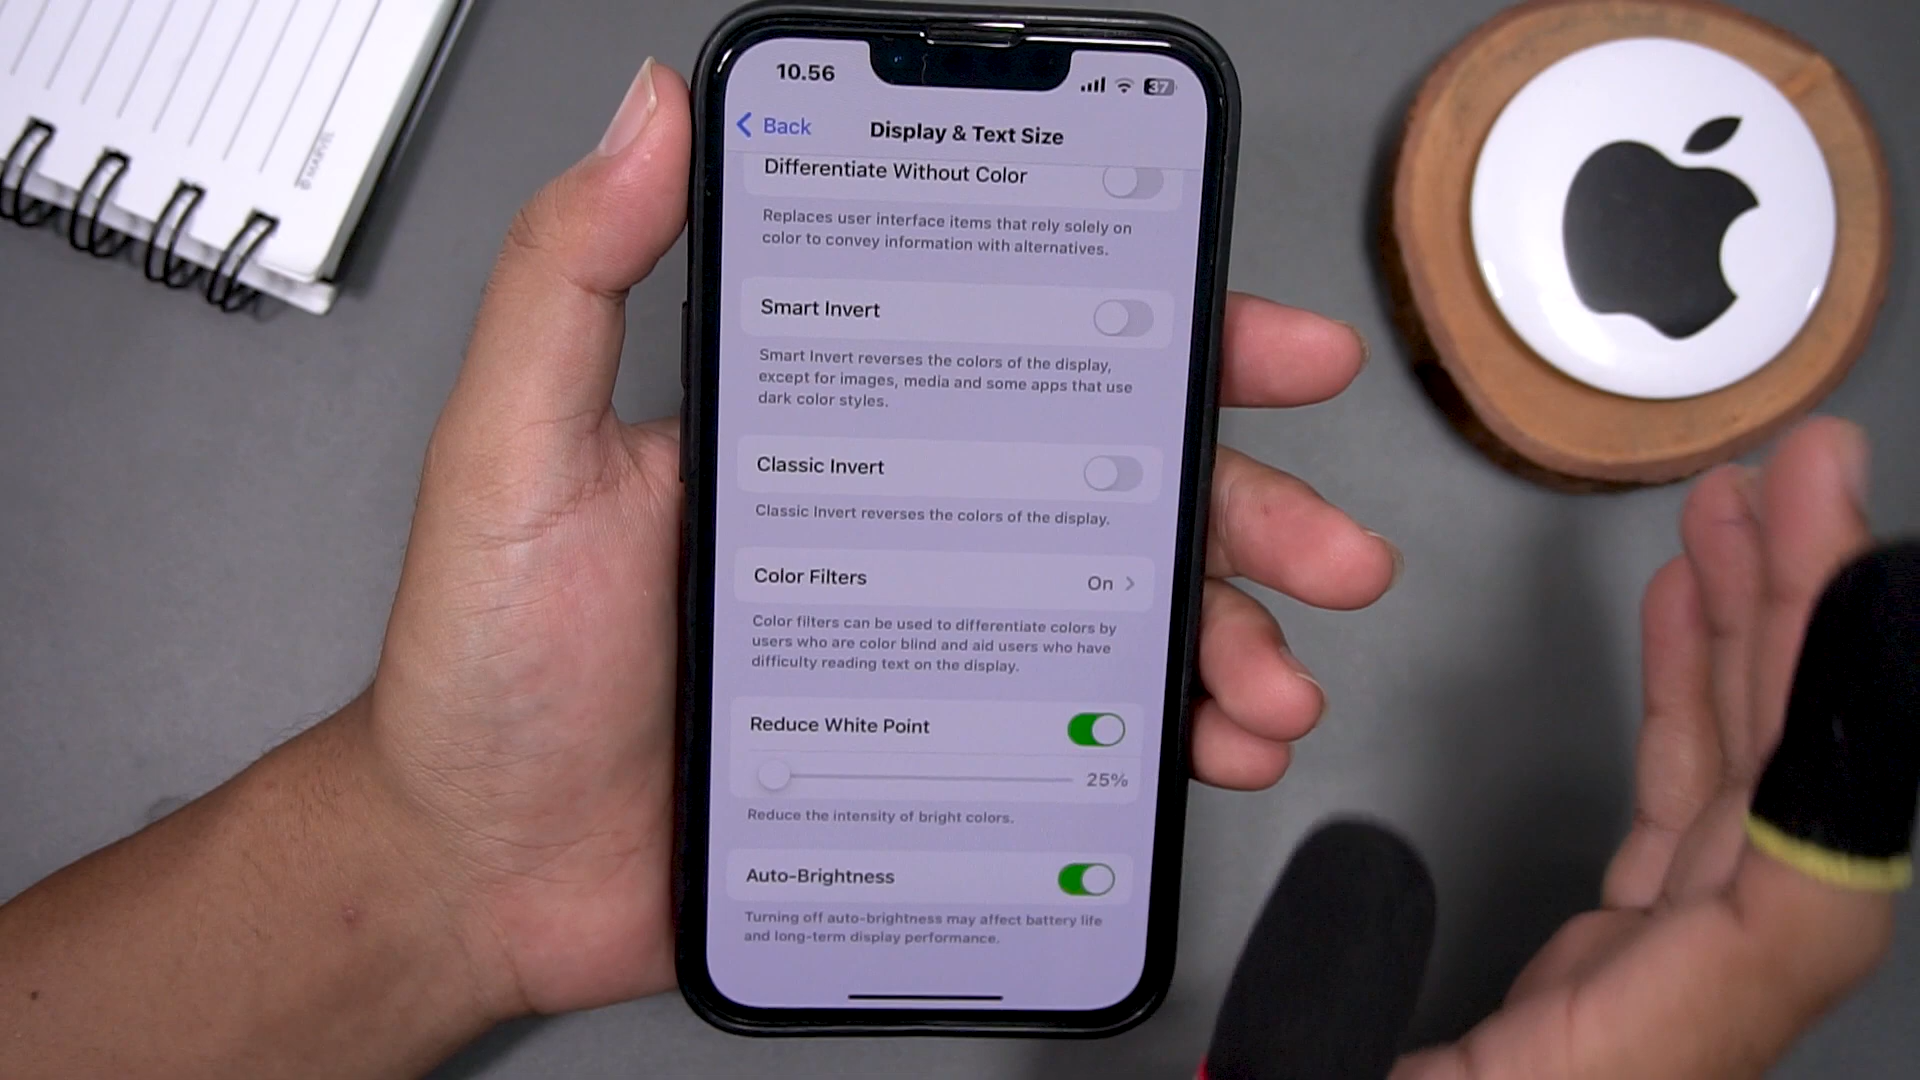 © MARVEL
10.56
37
Back
Display & Text Size
Differentiate Without Color
Replaces user interface items that rely solely on
color to convey information with alternatives.
Smart Invert
Smart Invert reverses the colors of the display,
except for images, media and some apps that use
dark color styles.
Classic Invert
Classic Invert reverses the colors of the display.
Color Filters
On
Color filters can be used to differentiate colors by
users who are color blind and aid users who have
difficulty reading text on the display.
Reduce White Point
25%
Reduce the intensity of bright colors.
Auto-Brightness
Turning off auto-brightness may affect battery life
and long-term display performance.